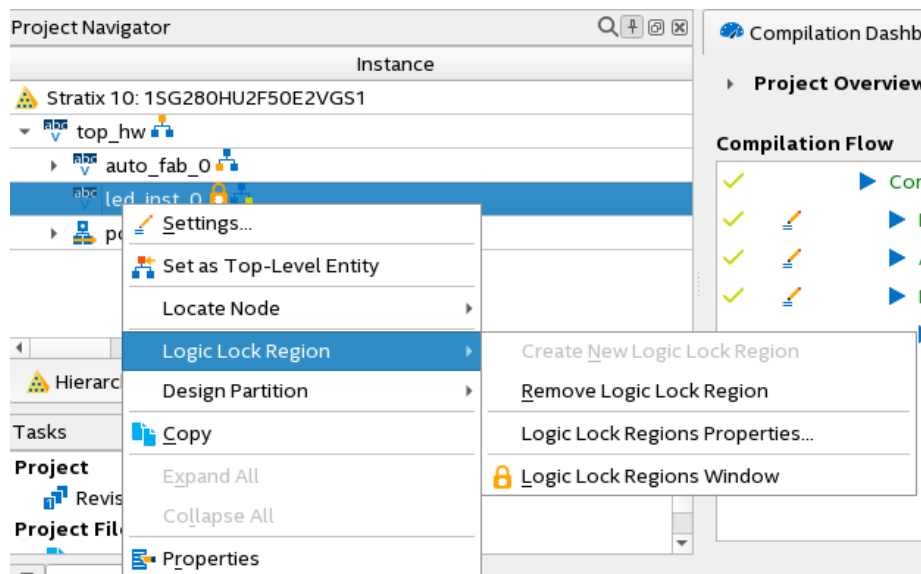 Project Navigator
Instance
Stratix 10: 1SG280HU2F50E2VGS1
top_hw
auto_fab_0
led_inst_0
Settings...
Set as Top-Level Entity
Locate Node
Logic Lock Region
Design Partition
Copy
Expand All
Collapse All
Properties
Create New Logic Lock Region
Remove Logic Lock Region
Logic Lock Regions Properties...
Logic Lock Regions Window
Tasks
Project
Compilation
Project Overview
Compilation Flow